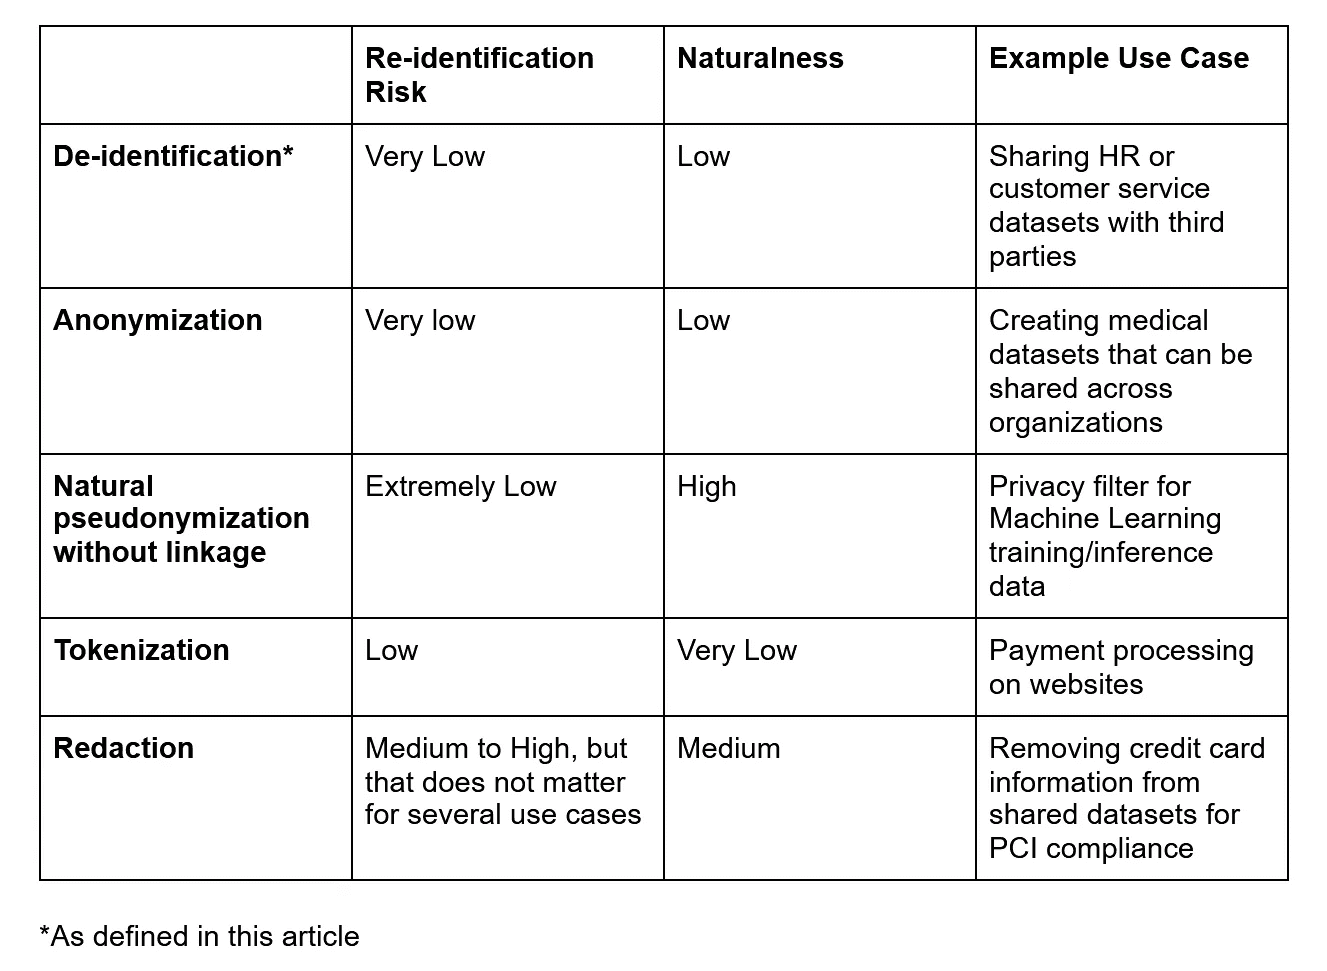 Re-identification
Risk
Naturalness
Example Use Case
De-identification*
Very Low
Low
Sharing HR or
customer service
datasets with third
parties
Anonymization
Very low
Low
Creating medical
datasets that can be
shared across
organizations
Natural
pseudonymization
without linkage
Extremely Low
High
Privacy filter for
Machine Learning
training/inference
data
Tokenization
Low
Very Low
Payment processing
on websites
Redaction
Medium to High, but
that does not matter
for several use cases
Medium
Removing credit card
information from
shared datasets for
PCI compliance
*As defined in this article